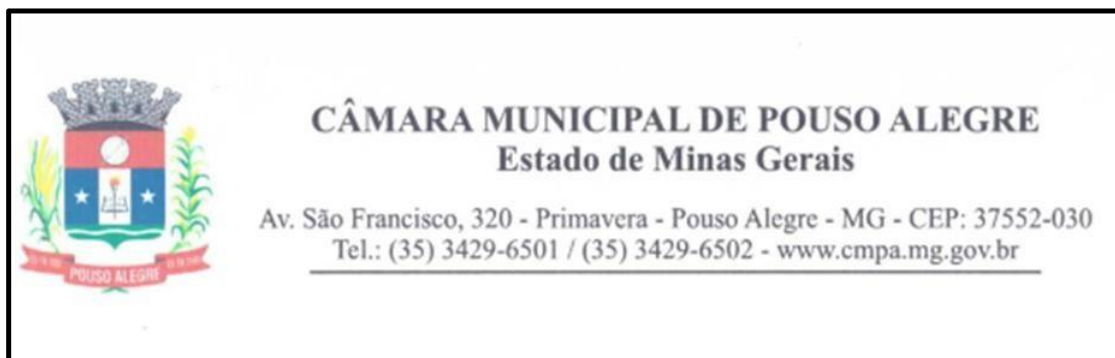 CÂMARA MUNICIPAL DE POUSO ALEGRE
Estado de Minas Gerais
Av. São Francisco, 320 - Primavera - Pouso Alegre - MG - CEP: 37552-030
Tel.: (35) 3429-6501 / (35) 3429-6502 - www.cmpa.mg.gov.br
POUSO ALEGRE